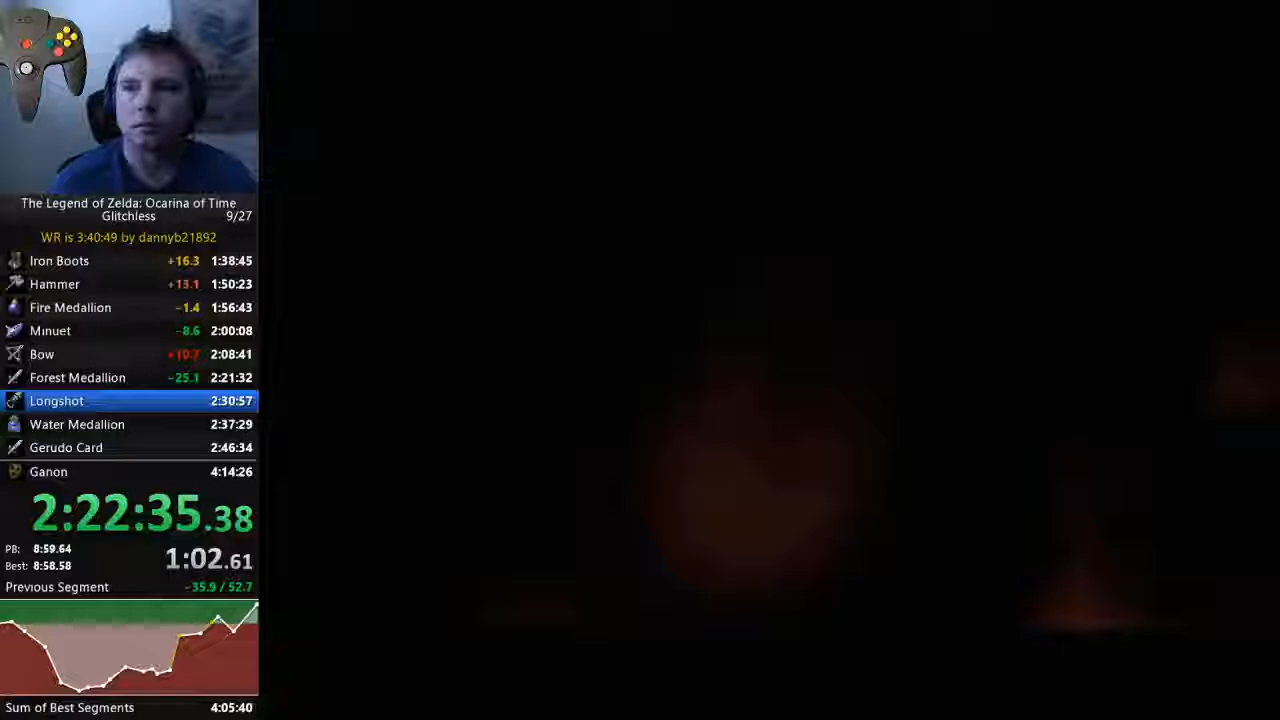 The Legend of Zelda: Ocarina of Time
Glitchless 9/27
WR is 3:40:49 by dannyb21892
Iron Boots +16.3 1:38:45
Hammer +13.1 1:50:23
Fire Medallion -1.4 1:56:43
Minuet -8.6 2:00:08
Bow +10.7 2:08:41
Forest Medallion -25.1 2:21:32
Longshot 2:30:57
Water Medallion 2:37:29
Gerudo Card 2:46:34
Ganon 4:14:26
2:22:35.38
PB: 8:59.64
1:02.61
Best: 8:58.58
Previous Segment -35.9 / 52.7
Sum of Best Segments 4:05:40